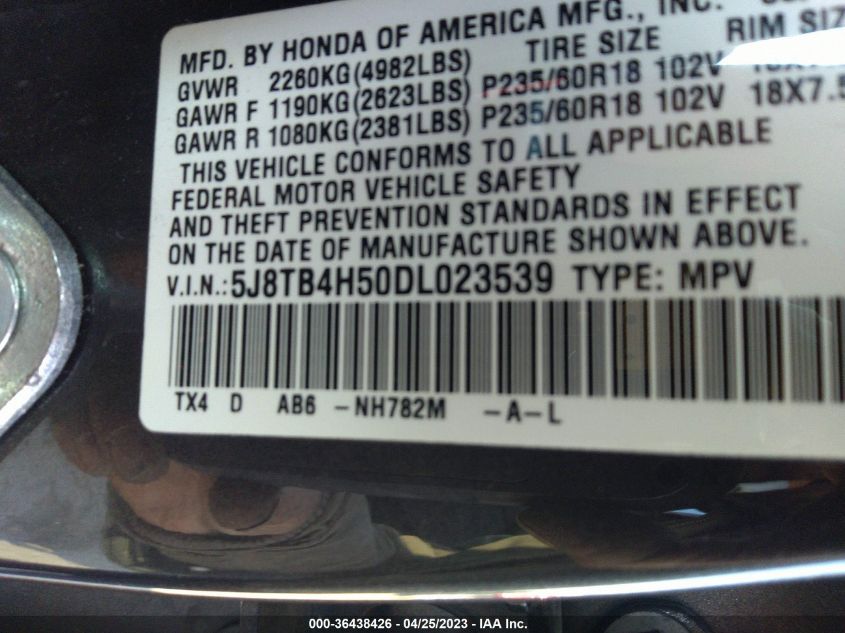 MFD. BY HONDA OF AMERICA MFG., INC.
TIRE SIZE RIM SIZ
GVWR 2260KG(4982LBS)
GAWR F 1190KG(2623LBS) P235/60R18 102V
GAWR R 1080KG(2381LBS) P235/60R18 102V 18X7.5
THIS VEHICLE CONFORMS TO ALL APPLICABLE
FEDERAL MOTOR VEHICLE SAFETY
AND THEFT PREVENTION STANDARDS IN EFFECT
ON THE DATE OF MANUFACTURE SHOWN ABOVE.
V.I.N.: 5J8TB4H50DL023539 TYPE: MPV
TX4 D AB6 -NH782M -A-L
000-36438426 - 04/25/2023 - IAA Inc.